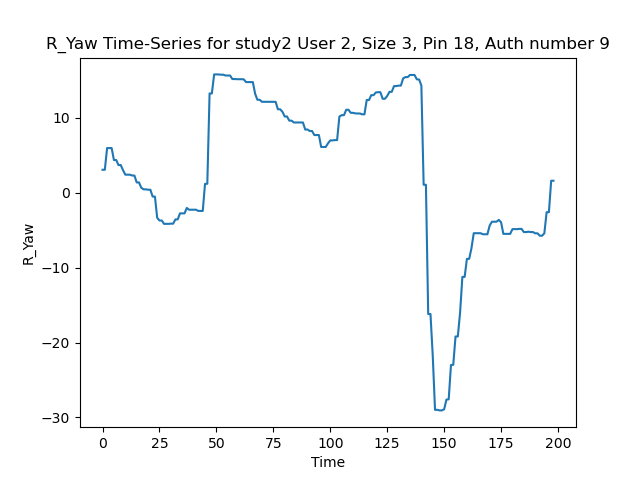 R_Yaw Time-Series for study2 User 2, Size 3, Pin 18, Auth number 9
10
0
−10
−20
−30
R_Yaw
0 25 50 75 100 125 150 175 200
Time